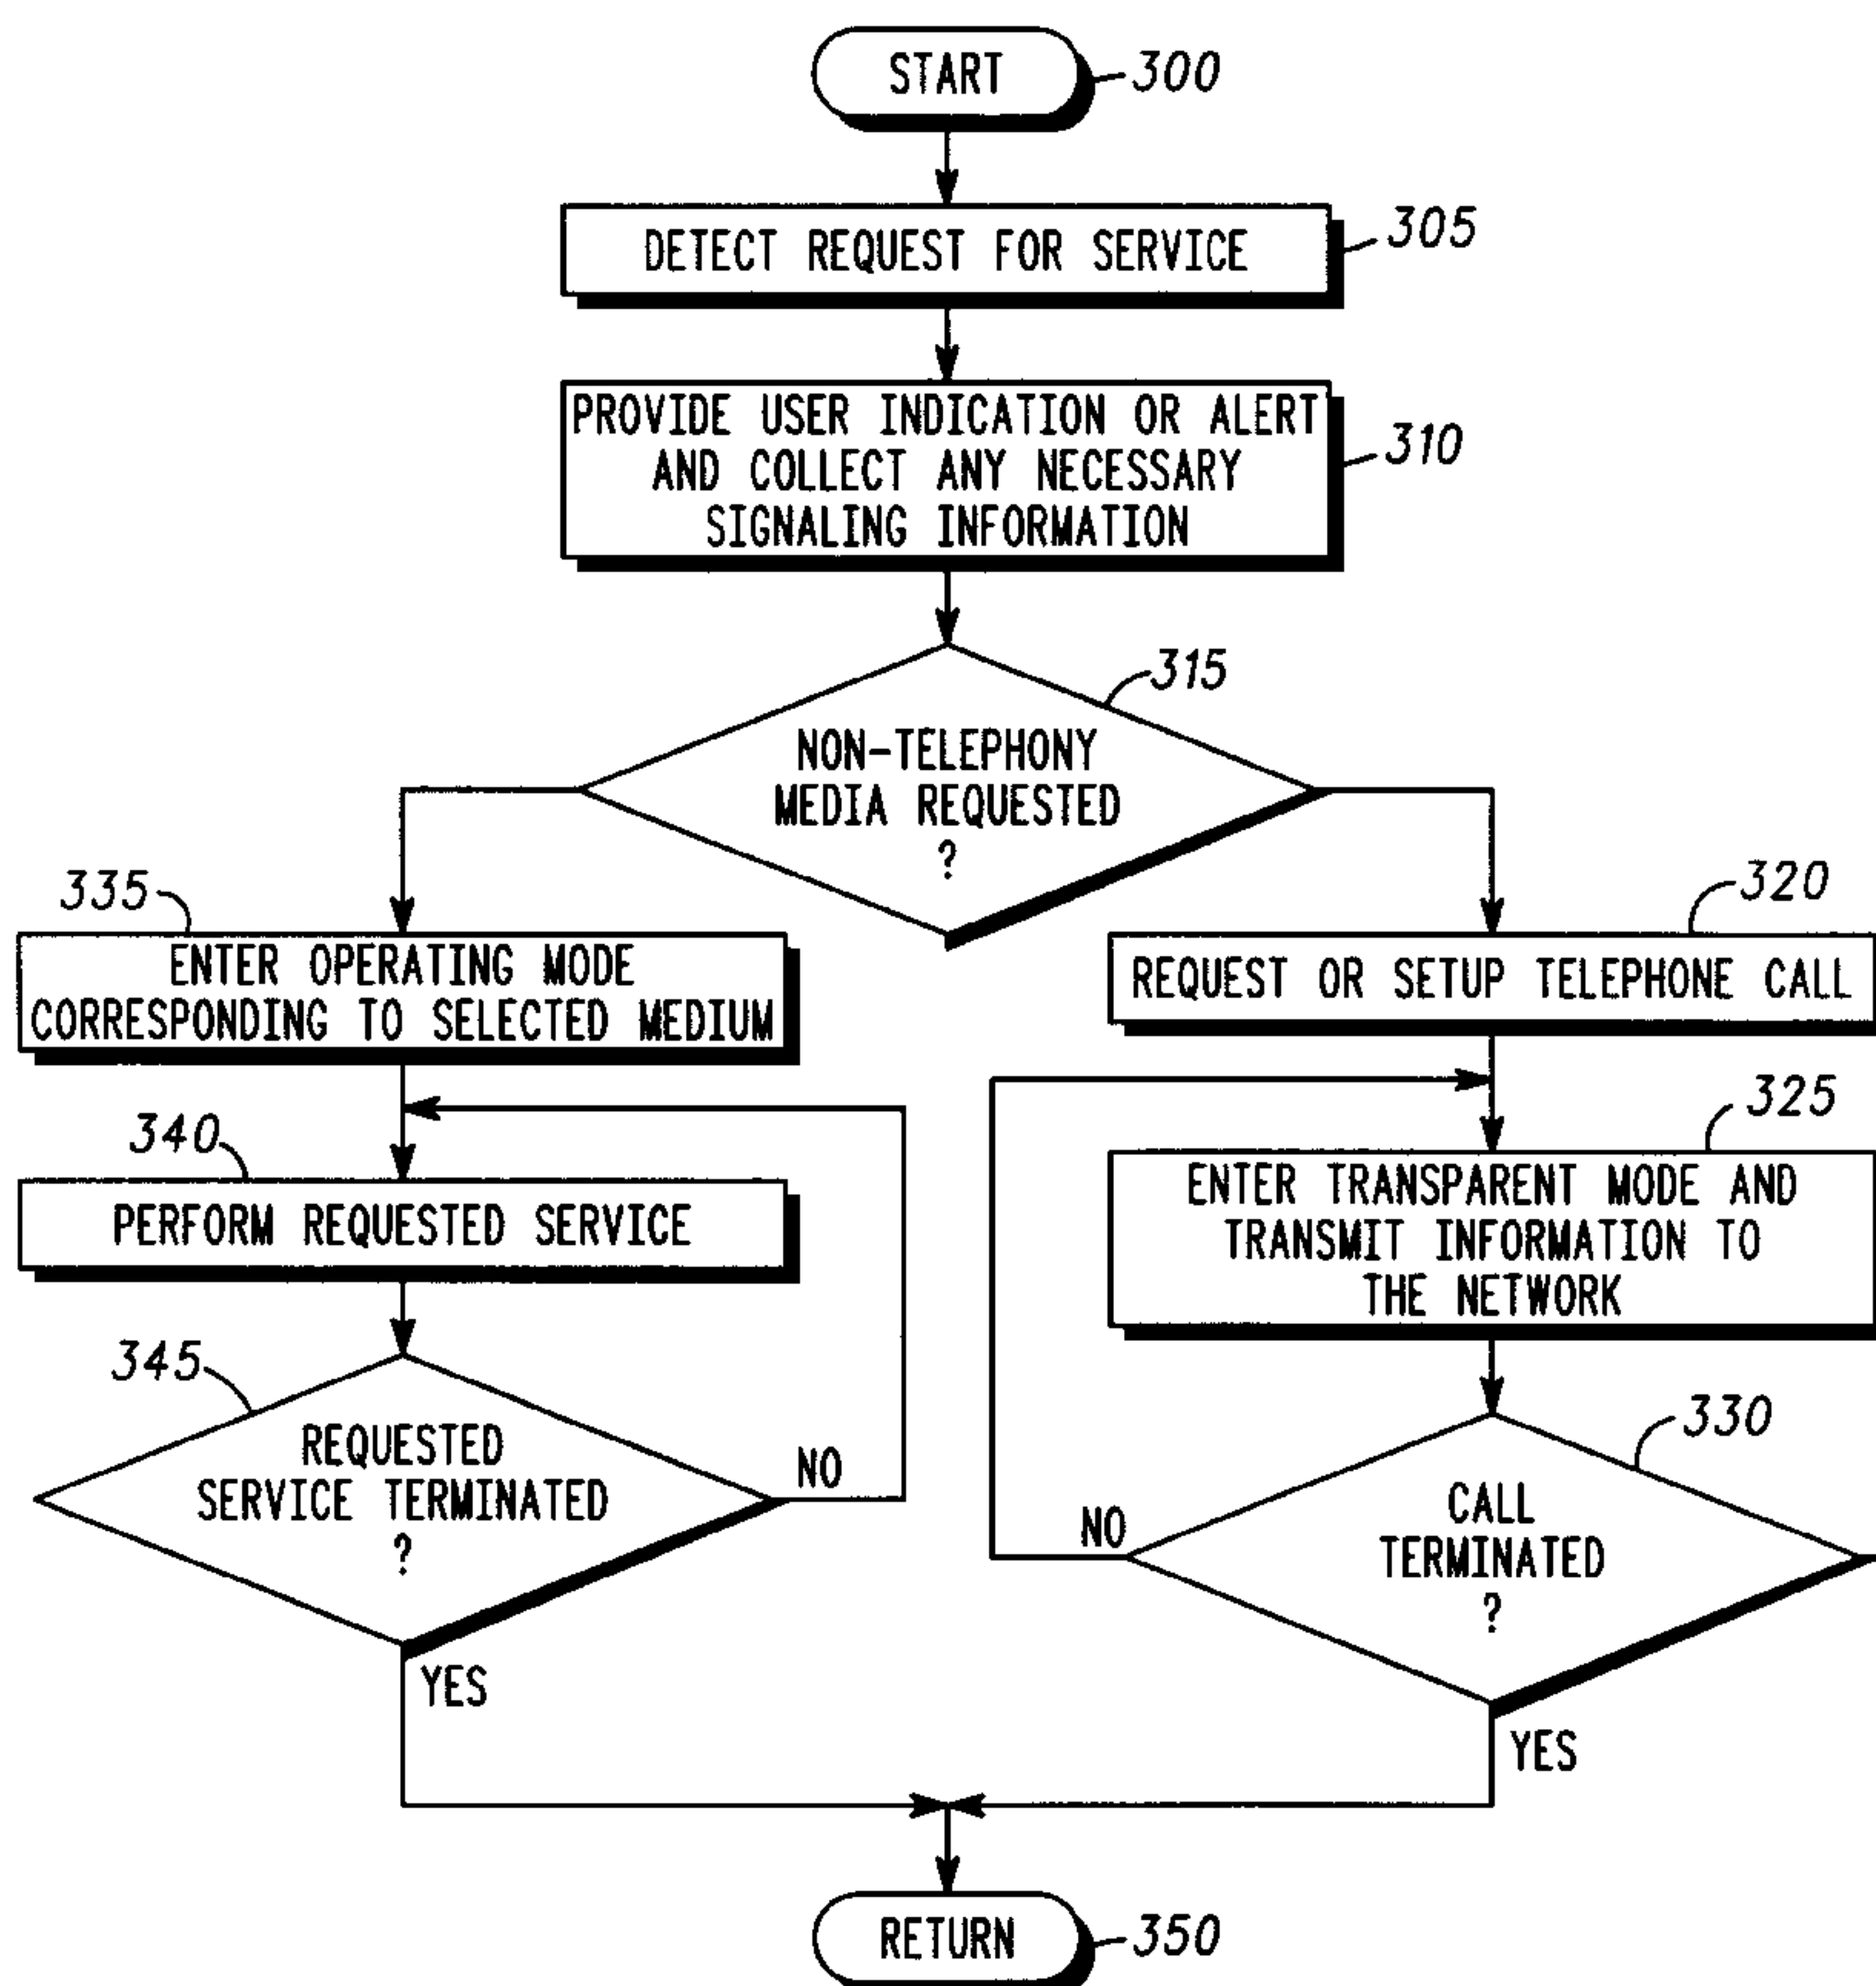 START
300
DETECT REQUEST FOR SERVICE
305
PROVIDE USER INDICATION OR ALERT
AND COLLECT ANY NECESSARY
SIGNALING INFORMATION
310
315
NON-TELEPHONY
MEDIA REQUESTED
?
335
ENTER OPERATING MODE
CORRESPONDING TO SELECTED MEDIUM
340
PERFORM REQUESTED SERVICE
345
REQUESTED
SERVICE TERMINATED
?
NO
YES
320
REQUEST OR SETUP TELEPHONE CALL
325
ENTER TRANSPARENT MODE AND
TRANSMIT INFORMATION TO
THE NETWORK
330
CALL
TERMINATED
?
NO
YES
RETURN
350